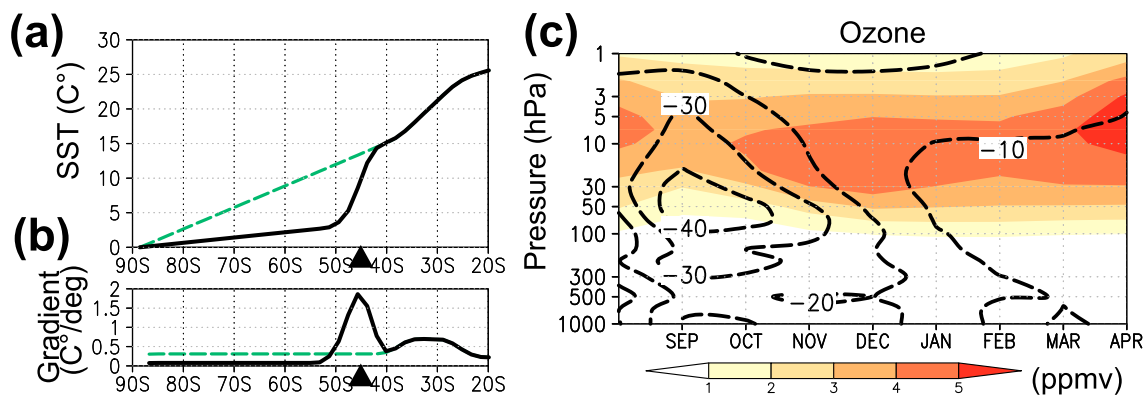 (a)
SST (C°)
30
25
20
15
10
5
0
90S 80S 70S 60S 50S 40S 30S 20S
(b)
Gradient
(C°/deg)
2
1.5
1
0.5
0
90S 80S 70S 60S 50S 40S 30S 20S
(c)
Ozone
Pressure (hPa)
1
3
5
10
30
50
100
300
500
1000
-30
-10
-40
-30
-20
SEP OCT NOV DEC JAN FEB MAR APR
1 2 3 4 5
(ppmv)